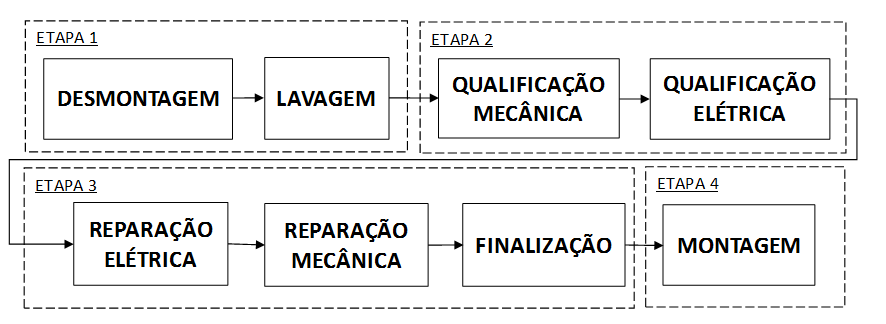 ETAPA 1
DESMONTAGEM
LAVAGEM
ETAPA 2
QUALIFICAÇÃO
MECÂNICA
QUALIFICAÇÃO
ELÉTRICA
ETAPA 3
REPARAÇÃO
ELÉTRICA
REPARAÇÃO
MECÂNICA
FINALIZAÇÃO
ETAPA 4
MONTAGEM